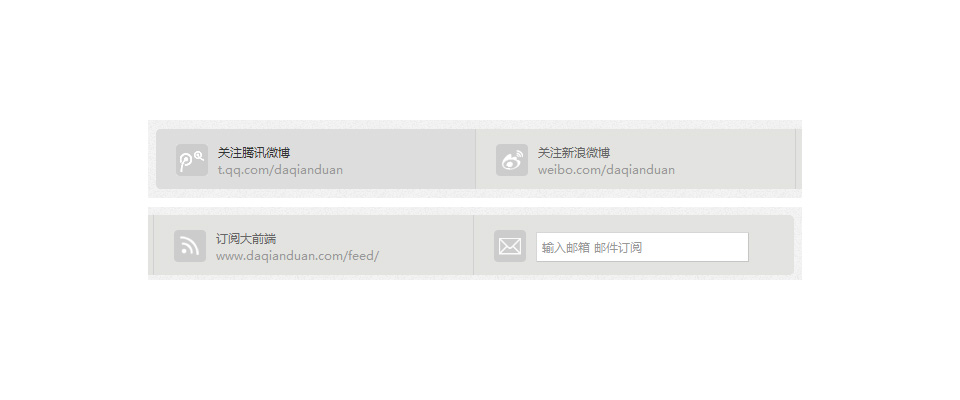 关注腾讯微博
t.qq.com/daqianduan
关注新浪微博
weibo.com/daqianduan
订阅大前端
www.daqianduan.com/feed/
输入邮箱 邮件订阅